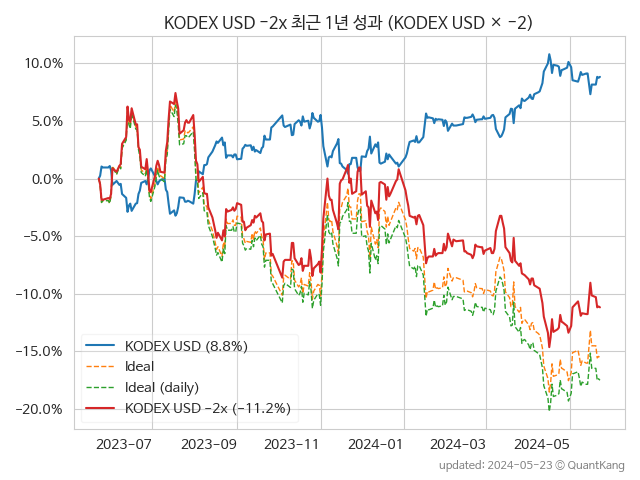 KODEX USD −2x 최근 1년 성과 (KODEX USD × −2)
10.0%
5.0%
0.0%
−5.0%
−10.0%
−15.0%
−20.0%
KODEX USD (8.8%)
Ideal
Ideal (daily)
KODEX USD −2x (−11.2%)
2023-07
2023-09
2023-11
2024-01
2024-03
2024-05
updated: 2024-05-23 © QuantKang